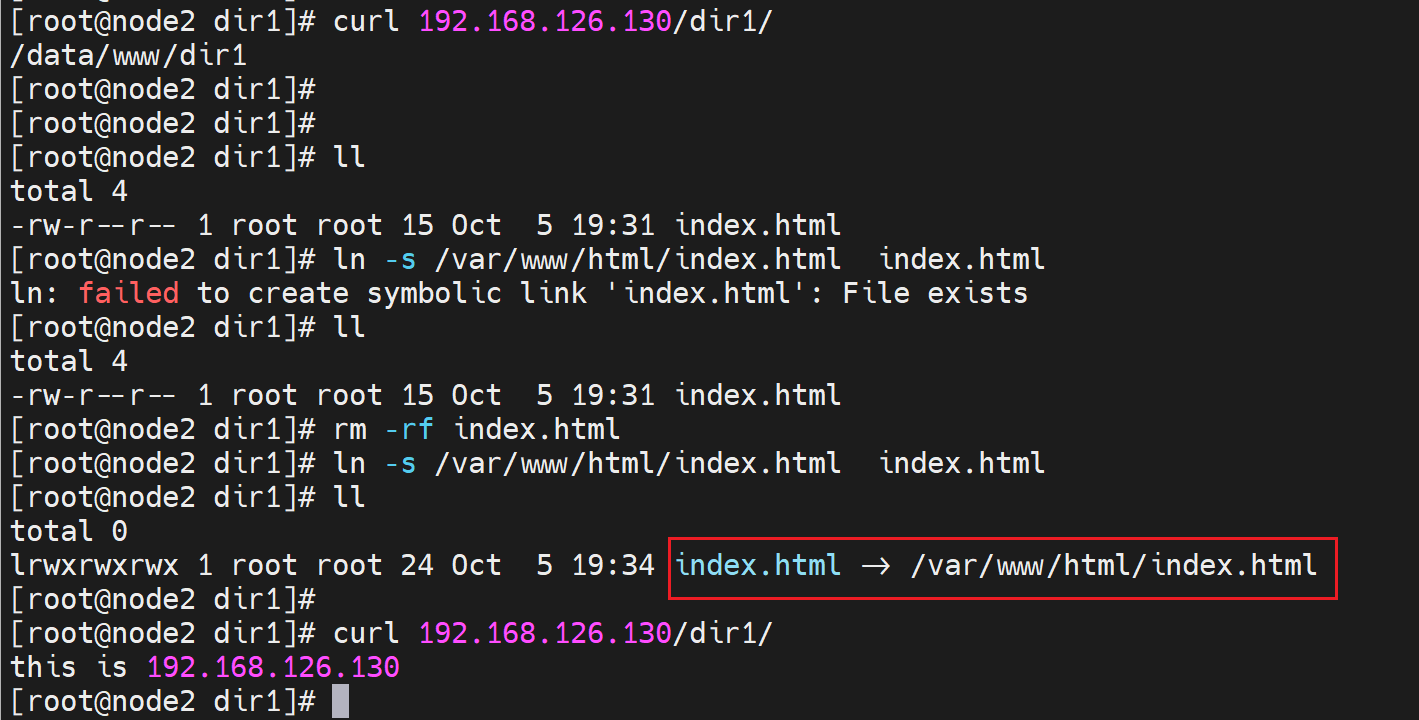 [root@node2 dir1]# curl 192.168.126.130/dir1/
/data/www/dir1
[root@node2 dir1]#
[root@node2 dir1]#
[root@node2 dir1]# ll
total 4
-rw-r--r-- 1 root root 15 Oct  5 19:31 index.html
[root@node2 dir1]# ln -s /var/www/html/index.html  index.html
ln: failed to create symbolic link 'index.html': File exists
[root@node2 dir1]# ll
total 4
-rw-r--r-- 1 root root 15 Oct  5 19:31 index.html
[root@node2 dir1]# rm -rf index.html
[root@node2 dir1]# ln -s /var/www/html/index.html  index.html
[root@node2 dir1]# ll
total 0
lrwxrwxrwx 1 root root 24 Oct  5 19:34 index.html -> /var/www/html/index.html
[root@node2 dir1]#
[root@node2 dir1]# curl 192.168.126.130/dir1/
this is 192.168.126.130
[root@node2 dir1]#